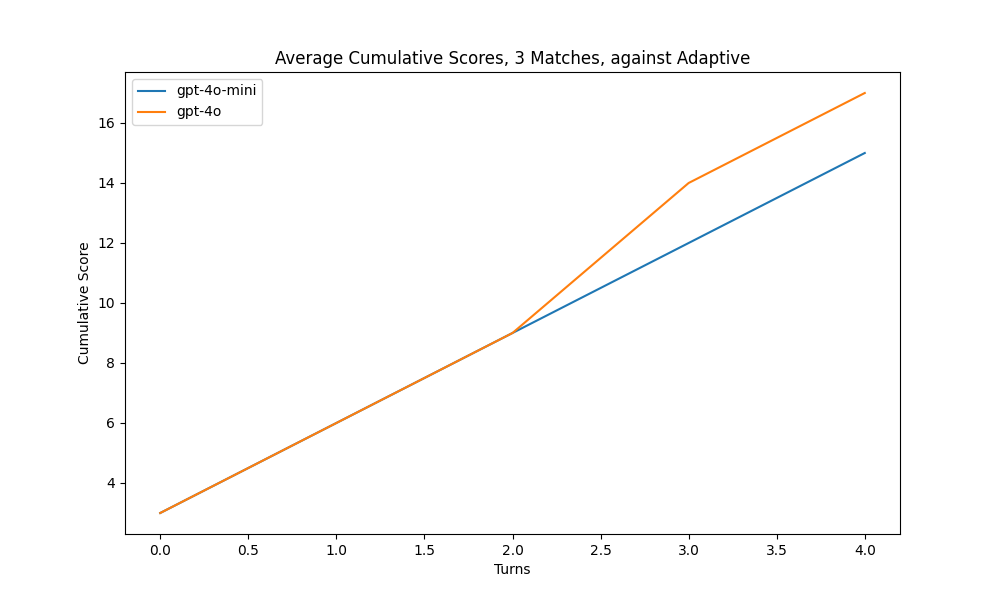 Average Cumulative Scores, 3 Matches, against Adaptive
gpt-4o-mini
gpt-4o
16
14
12
10
8
6
4
Cumulative Score
0.0 0.5 1.0 1.5 2.0 2.5 3.0 3.5 4.0
Turns